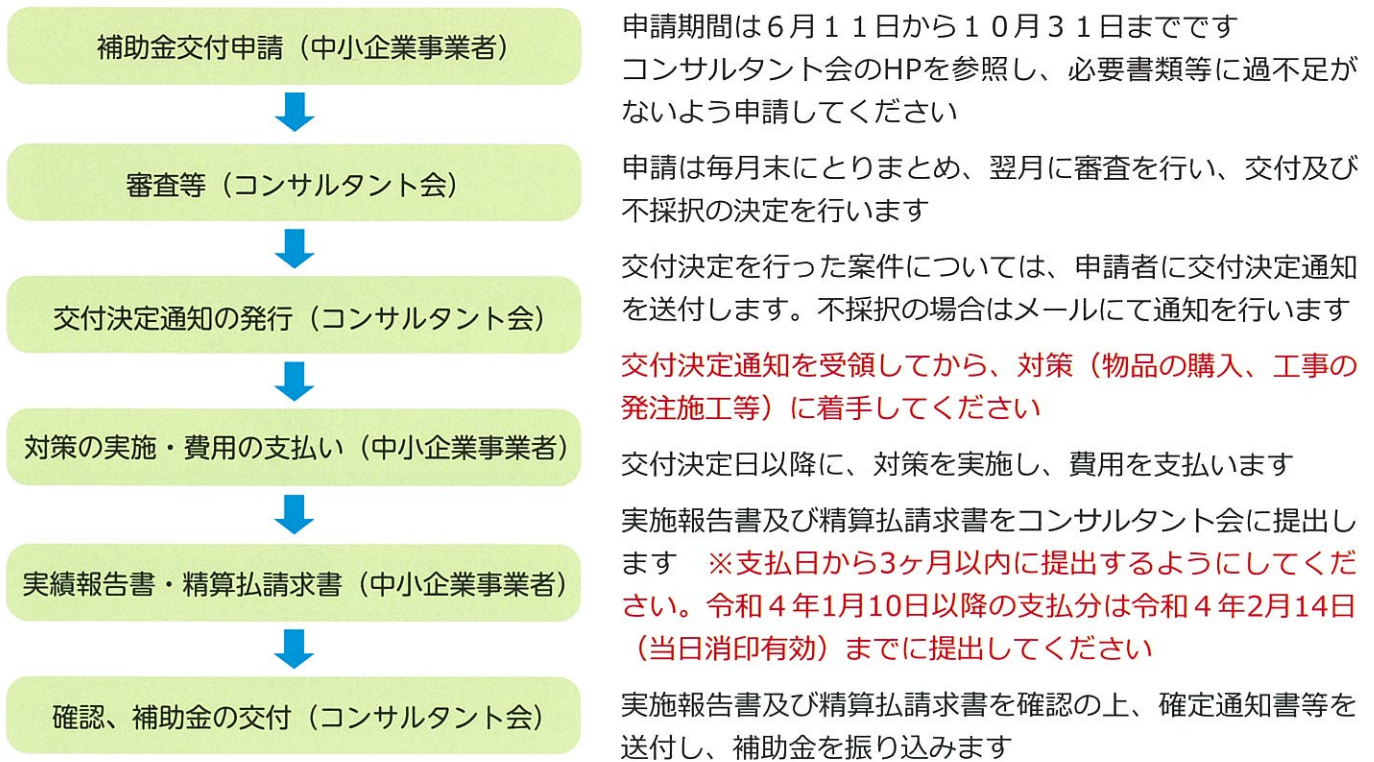 補助金交付申請（中小企業事業者）
申請期間は６月１１日から１０月３１日までです
コンサルタント会のHPを参照し、必要書類等に過不足が
ないよう申請してください
審査等（コンサルタント会）
申請は毎月末にとりまとめ、翌月に審査を行い、交付及び
不採択の決定を行います
交付決定通知の発行（コンサルタント会）
交付決定を行った案件については、申請者に交付決定通知
を送付します。不採択の場合はメールにて通知を行います
交付決定通知を受領してから、対策（物品の購入、工事の
発注施工等）に着手してください
対策の実施・費用の支払い（中小企業事業者）
交付決定日以降に、対策を実施し、費用を支払います
実績報告書・精算払請求書（中小企業事業者）
実施報告書及び精算払請求書をコンサルタント会に提出し
ます　※支払日から3ヶ月以内に提出するようにしてくだ
さい。令和４年1月10日以降の支払分は令和４年2月14日
（当日消印有効）までに提出してください
確認、補助金の交付（コンサルタント会）
実施報告書及び精算払請求書を確認の上、確定通知書等を
送付し、補助金を振り込みます